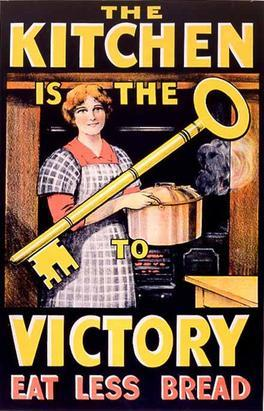 THE
KITCHEN
IS THE
TO
VICTORY
EAT LESS BREAD